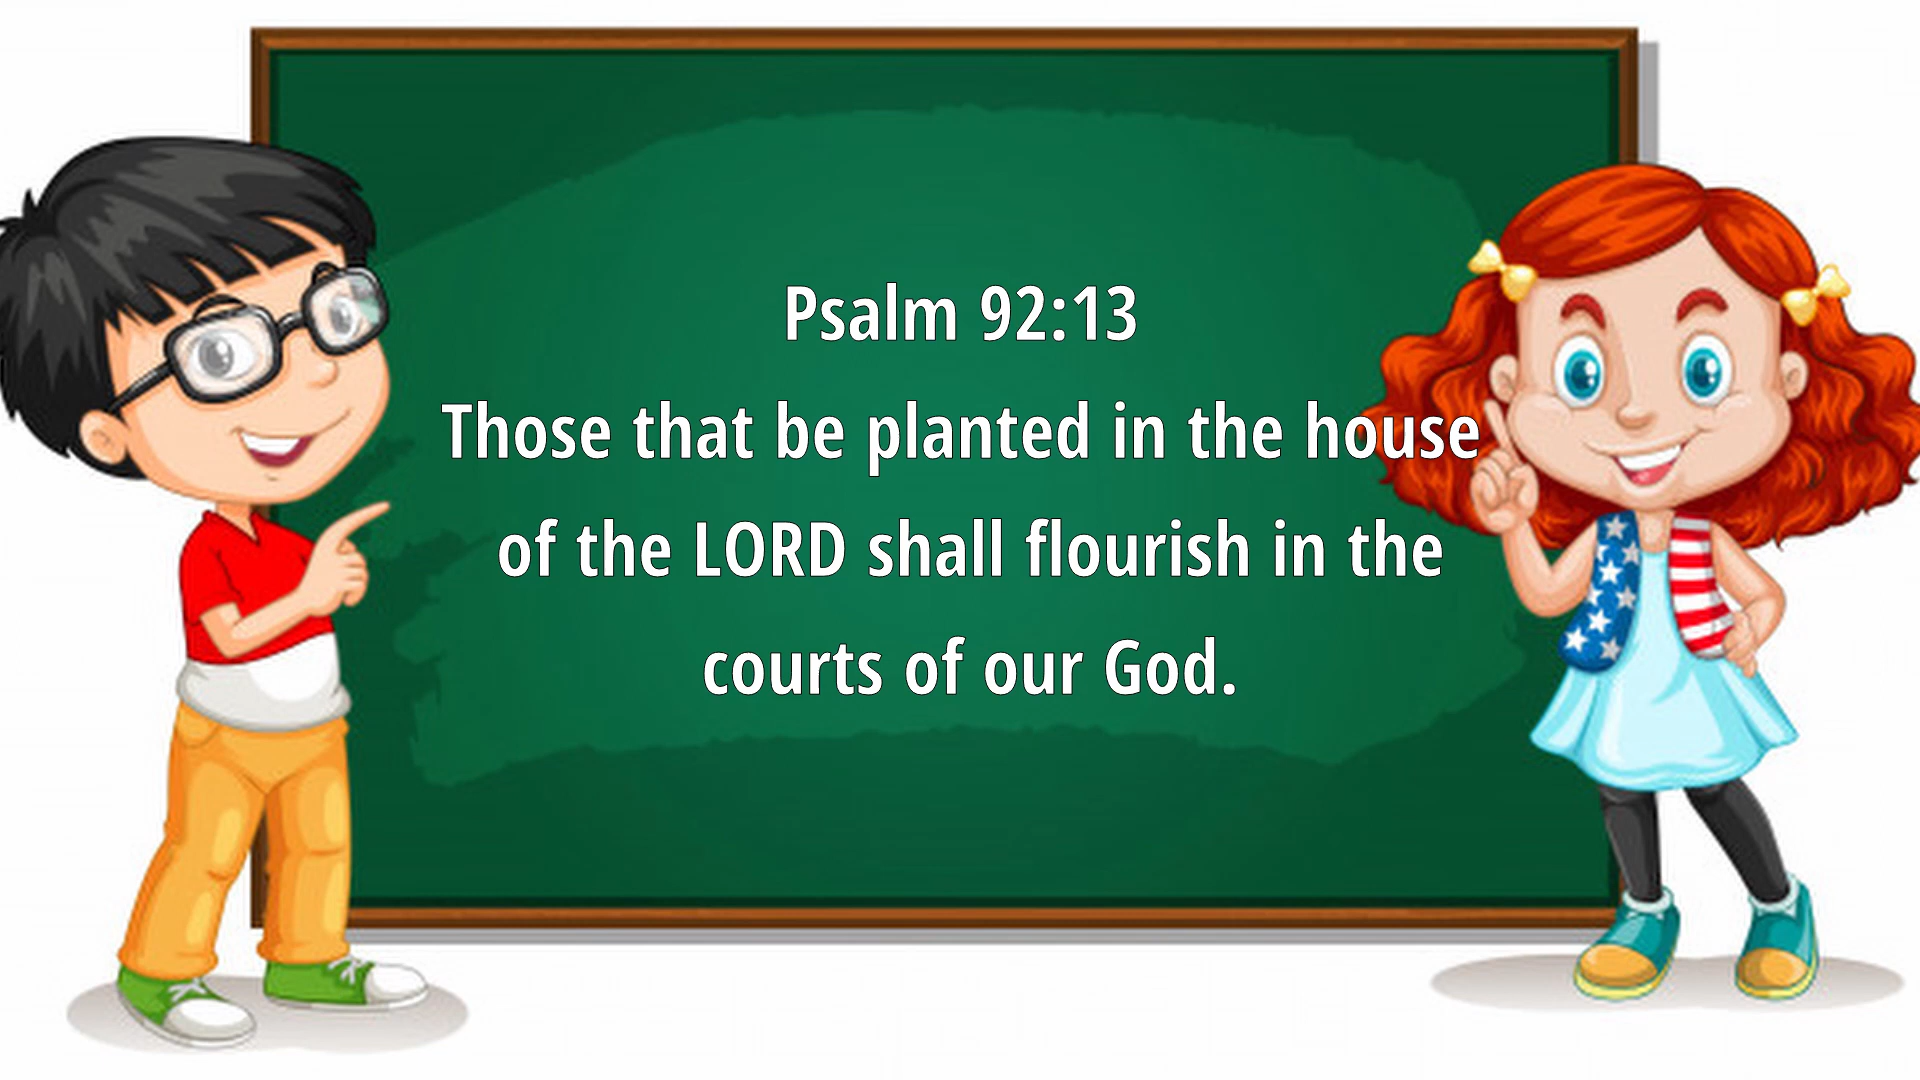 Psalm 92:13
Those that be planted in the house
of the LORD shall flourish in the
courts of our God.